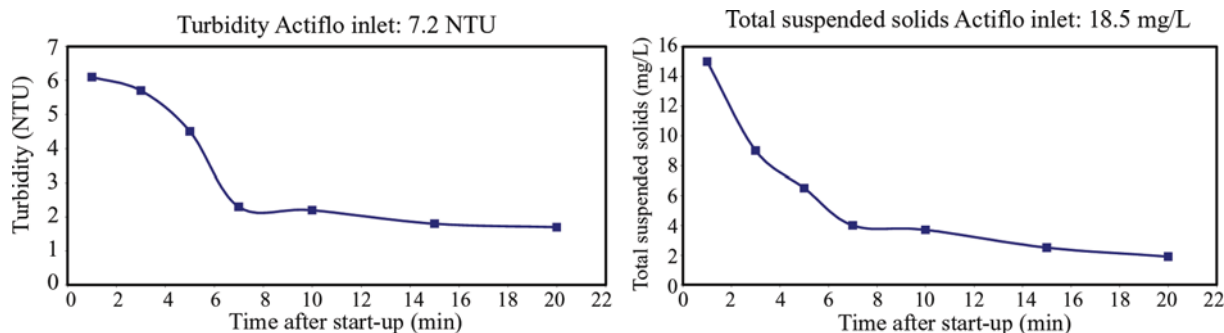 Turbidity Actiflo inlet: 7.2 NTU
7
6
5
4
3
2
1
0
Turbidity (NTU)
0 2 4 6 8 10 12 14 16 18 20 22
Time after start-up (min)
Total suspended solids Actiflo inlet: 18.5 mg/L
16
14
12
10
8
6
4
2
0
Total suspended solids (mg/L)
0 2 4 6 8 10 12 14 16 18 20 22
Time after start-up (min)